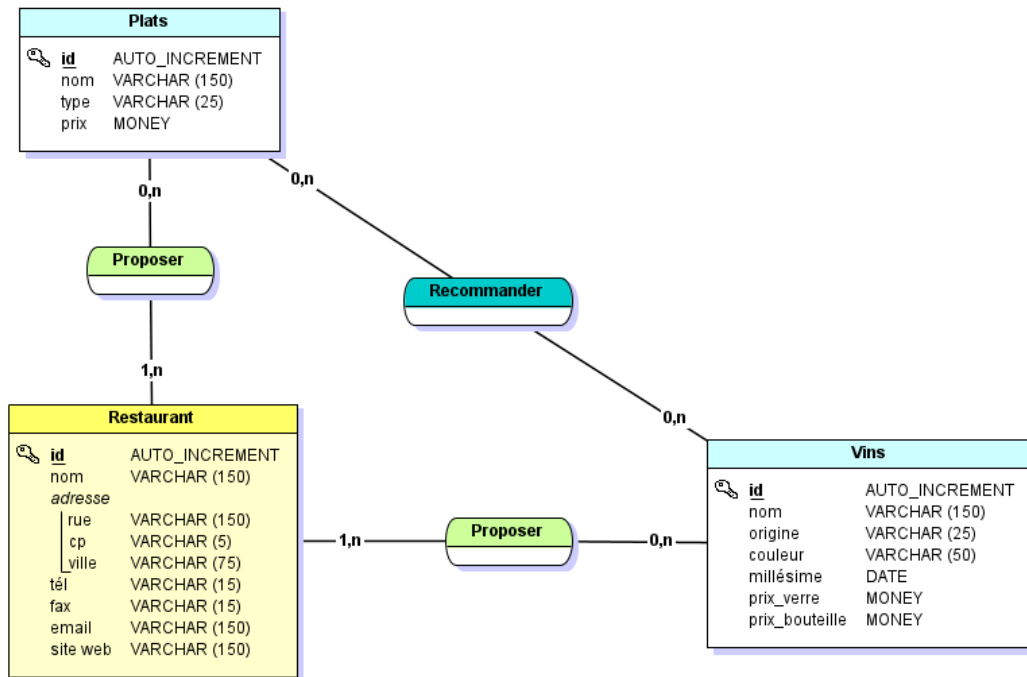 Plats
id AUTO_INCREMENT
nom VARCHAR (150)
type VARCHAR (25)
prix MONEY
0,n
0,n
Proposer
Recommander
1,n
0,n
Restaurant
id AUTO_INCREMENT
nom VARCHAR (150)
adresse
rue VARCHAR (150)
cp VARCHAR (5)
ville VARCHAR (75)
tél VARCHAR (15)
fax VARCHAR (15)
email VARCHAR (150)
site web VARCHAR (150)
1,n
Proposer
0,n
Vins
id AUTO_INCREMENT
nom VARCHAR (150)
origine VARCHAR (25)
couleur VARCHAR (50)
millésime DATE
prix_verre MONEY
prix_bouteille MONEY